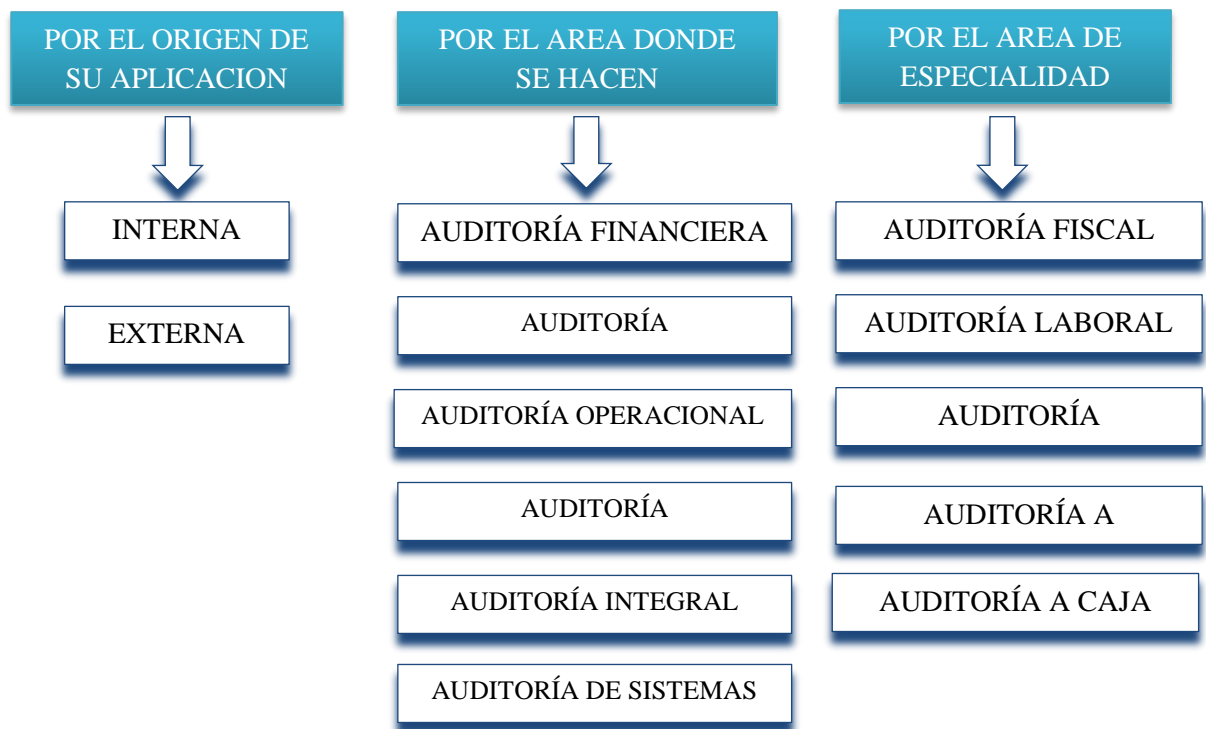 POR EL ORIGEN DE
SU APLICACION
INTERNA
EXTERNA
POR EL AREA DONDE
SE HACEN
AUDITORÍA FINANCIERA
AUDITORÍA
AUDITORÍA OPERACIONAL
AUDITORÍA
AUDITORÍA INTEGRAL
AUDITORÍA DE SISTEMAS
POR EL AREA DE
ESPECIALIDAD
AUDITORÍA FISCAL
AUDITORÍA LABORAL
AUDITORÍA
AUDITORÍA A
AUDITORÍA A CAJA